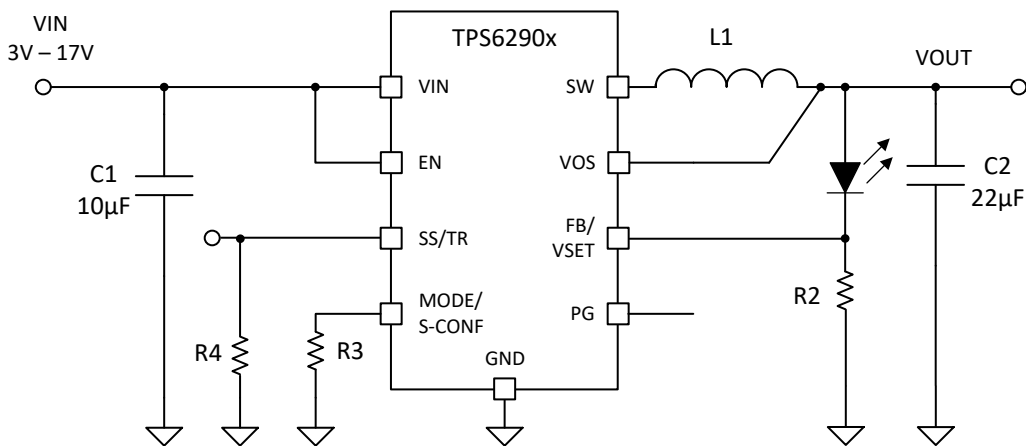 VIN
3V – 17V
TPS6290x
L1
VOUT
VIN
SW
EN
VOS
C1
10µF
C2
22µF
SS/TR
FB/
VSET
R2
MODE/
S-CONF
PG
R4
R3
GND